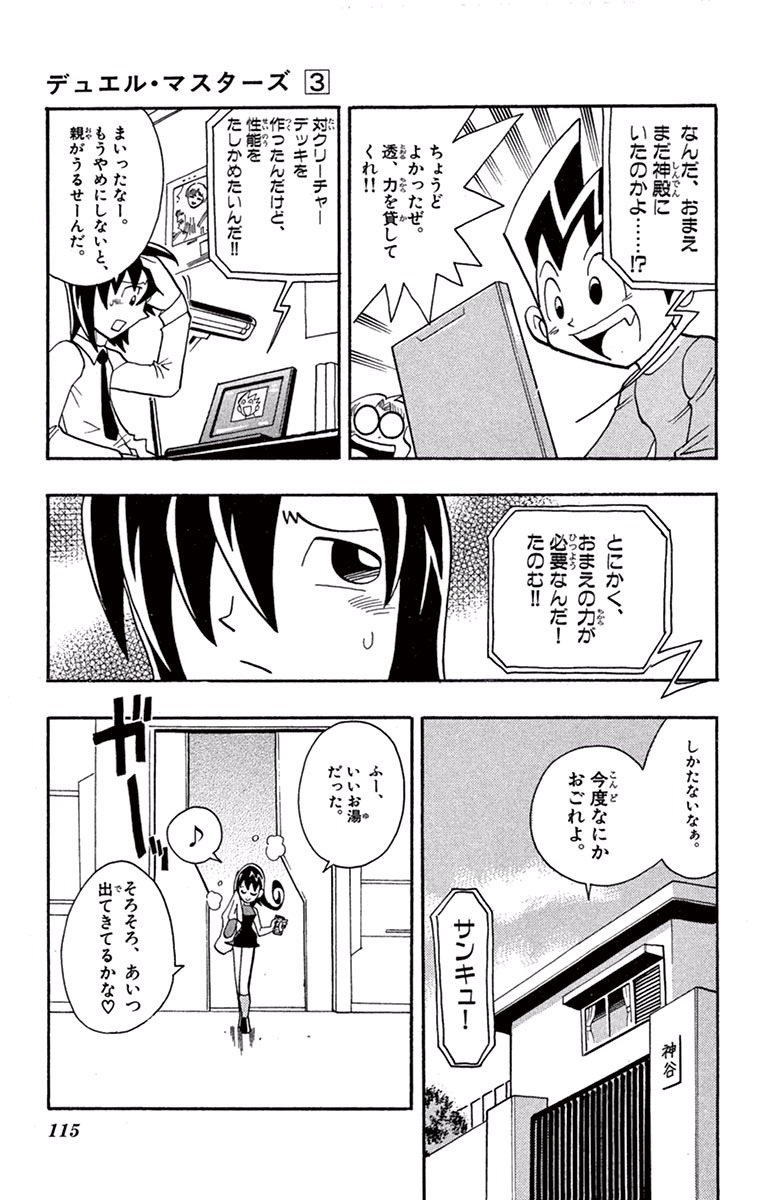 デュエル・マスターズ 3
なんだ、おまえ
まだ神殿に
いたのかよ……!?
ちょうど
よかったぜ。
透、力を貸して
くれ!!
対クリーチャー
デッキを
作ったんだけど、
性能を
たしかめたいんだ!!
まいったなー。
もうやめにしないと、
親がうるせーんだ。
とにかく、
おまえの力が
必要なんだ!
たのむ!!
しかたないなぁ。
今度なにか
おごれよ。
サンキュ!
神谷
ふー、
いいお湯
だった。
♪
ガー
そろそろ、あいつ
出てきてるかな♡
115